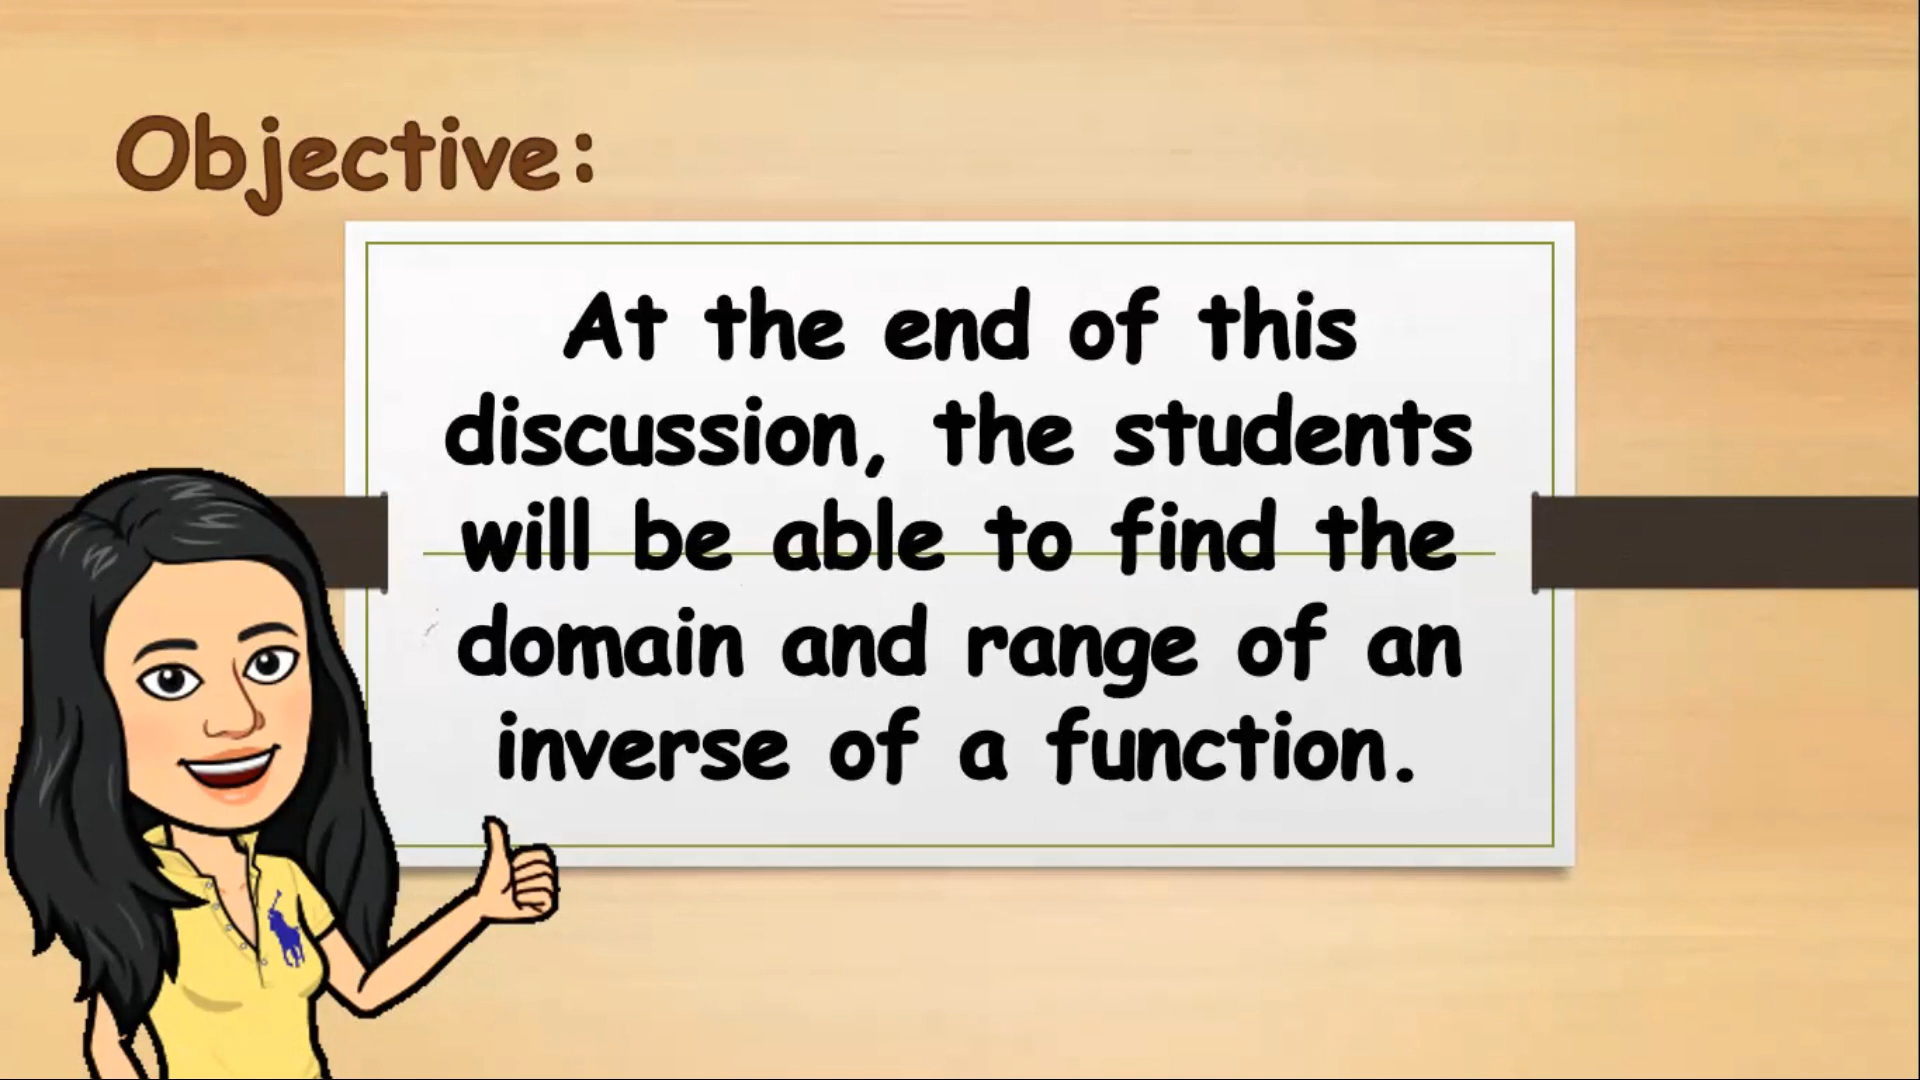 Objective:
At the end of this
discussion, the students
will be able to find the
domain and range of an
inverse of a function.